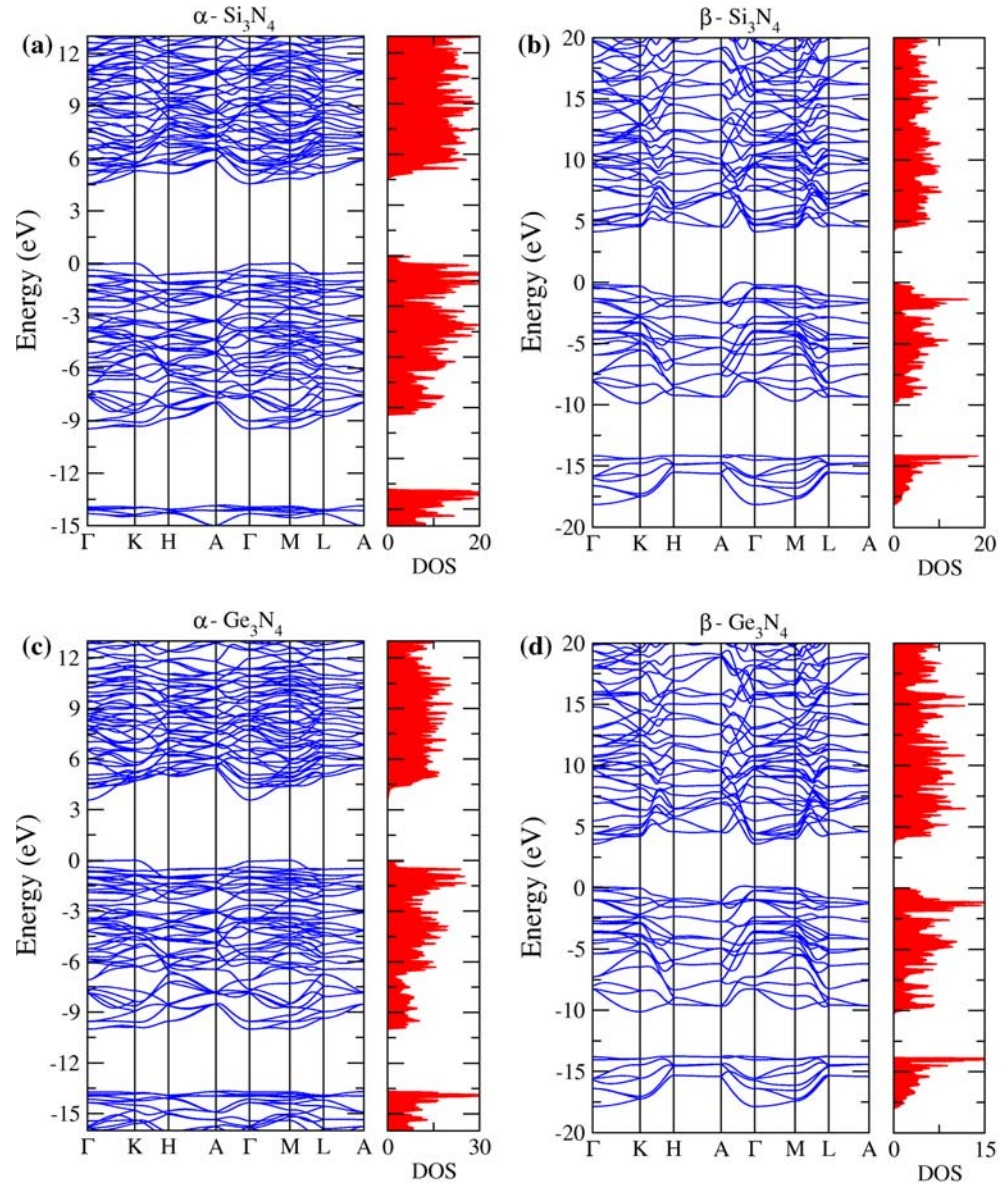 α - Si₃N₄
(a)
12
9
6
3
0
-3
-6
-9
-12
-15
Energy (eV)
Γ K H A Γ M L A
0 20
DOS
β - Si₃N₄
(b)
20
15
10
5
0
-5
-10
-15
-20
Energy (eV)
Γ K H A Γ M L A
0 20
DOS
α - Ge₃N₄
(c)
12
9
6
3
0
-3
-6
-9
-12
-15
Energy (eV)
Γ K H A Γ M L A
0 30
DOS
β - Ge₃N₄
(d)
20
15
10
5
0
-5
-10
-15
-20
Energy (eV)
Γ K H A Γ M L A
0 15
DOS